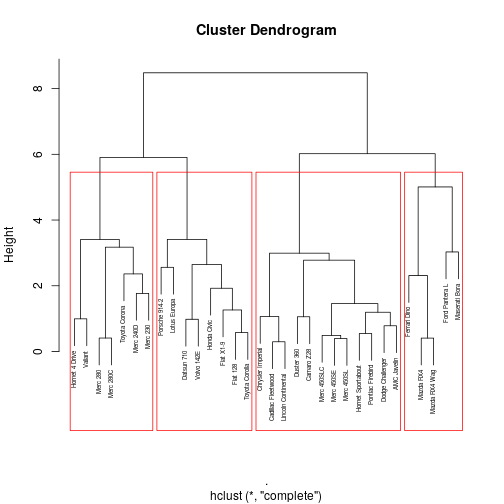 Cluster Dendrogram
Height
8
6
4
2
0
Hornet 4 Drive
Valiant
Merc 280
Merc 280C
Toyota Corona
Merc 240D
Merc 230
Porsche 914-2
Lotus Europa
Datsun 710
Volvo 142E
Honda Civic
Fiat X1-9
Fiat 128
Toyota Corolla
Chrysler Imperial
Cadillac Fleetwood
Lincoln Continental
Duster 360
Camaro Z28
Merc 450SLC
Merc 450SE
Merc 450SL
Hornet Sportabout
Pontiac Firebird
Dodge Challenger
AMC Javelin
Ferrari Dino
Mazda RX4
Mazda RX4 Wag
Ford Pantera L
Maserati Bora
.
hclust (*, "complete")